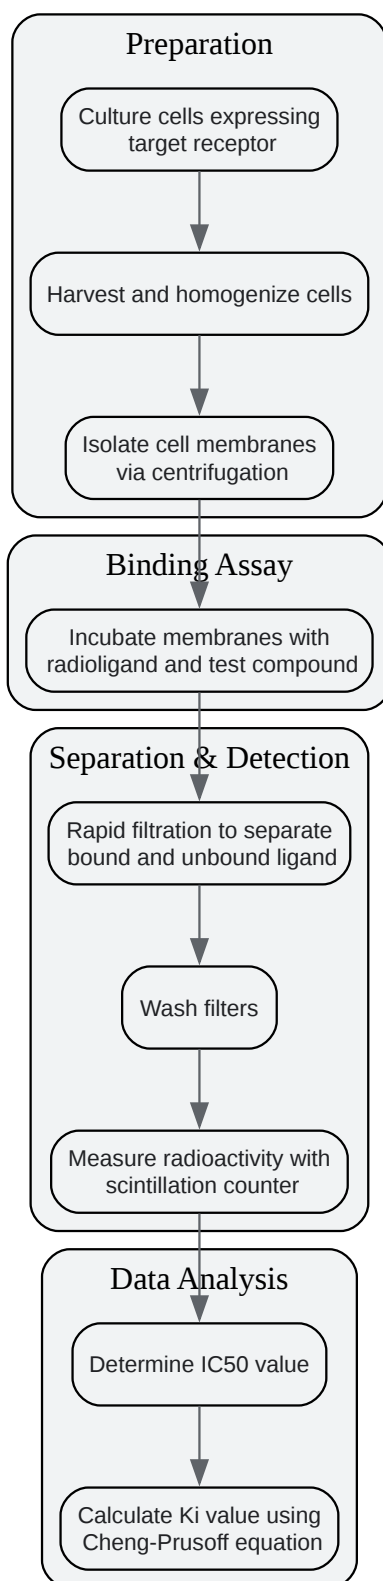 Preparation
Culture cells expressing
target receptor
Harvest and homogenize cells
Isolate cell membranes
via centrifugation
Binding Assay
Incubate membranes with
radioligand and test compound
Separation & Detection
Rapid filtration to separate
bound and unbound ligand
Wash filters
Measure radioactivity with
scintillation counter
Data Analysis
Determine IC50 value
Calculate Ki value using
Cheng-Prusoff equation